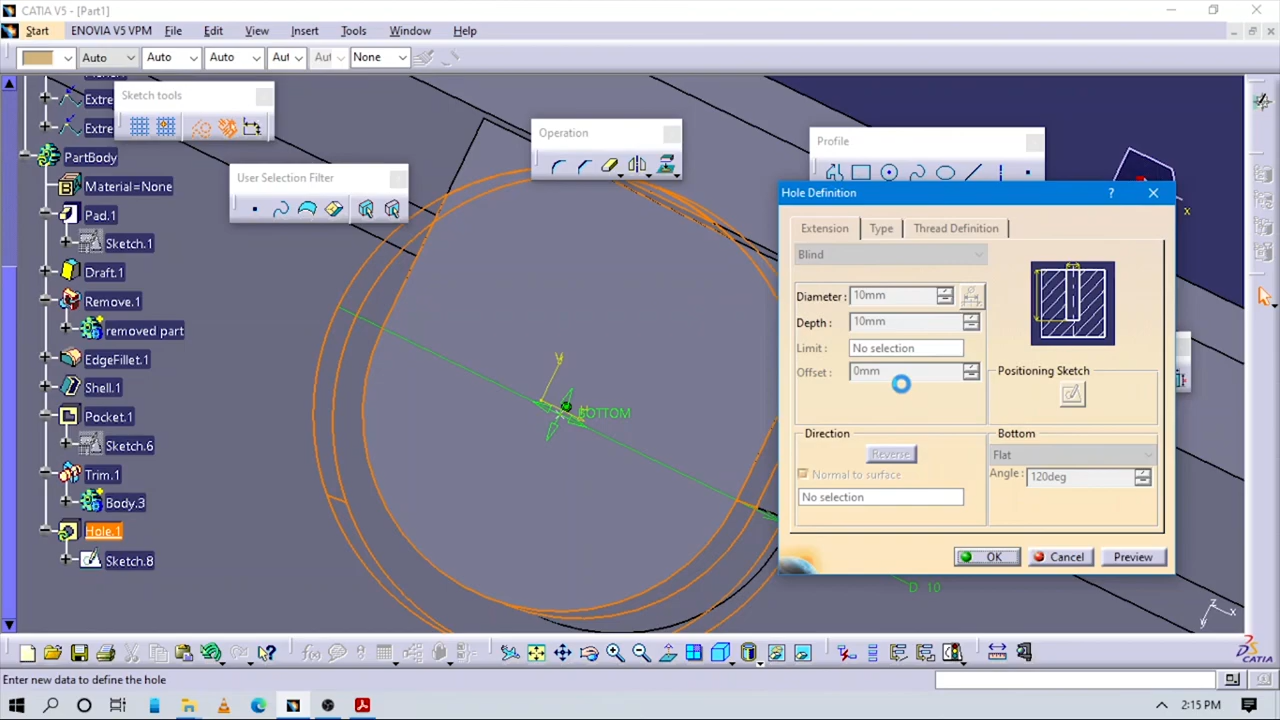 CATIA V5 - [Part1]
Start ENOVIA V5 VPM File Edit View Insert Tools Window Help
Auto Auto Auto Aut Aut None
Sketch tools
User Selection Filter
Operation
Profile
Extre
Extre
PartBody
Material=None
Pad.1
Sketch.1
Draft.1
Remove.1
removed part
EdgeFillet.1
Shell.1
Pocket.1
Sketch.6
Trim.1
Body.3
Hole.1
Sketch.8
y
BOTTOM
D 10
x
Hole Definition
Extension Type Thread Definition
Blind
Diameter : 10mm
Depth : 10mm
Limit : No selection
Offset : 0mm
Positioning Sketch
Direction
Reverse
Normal to surface
No selection
Bottom
Flat
Angle : 120deg
OK Cancel Preview
z
x
CATIA
Enter new data to define the hole
2:15 PM